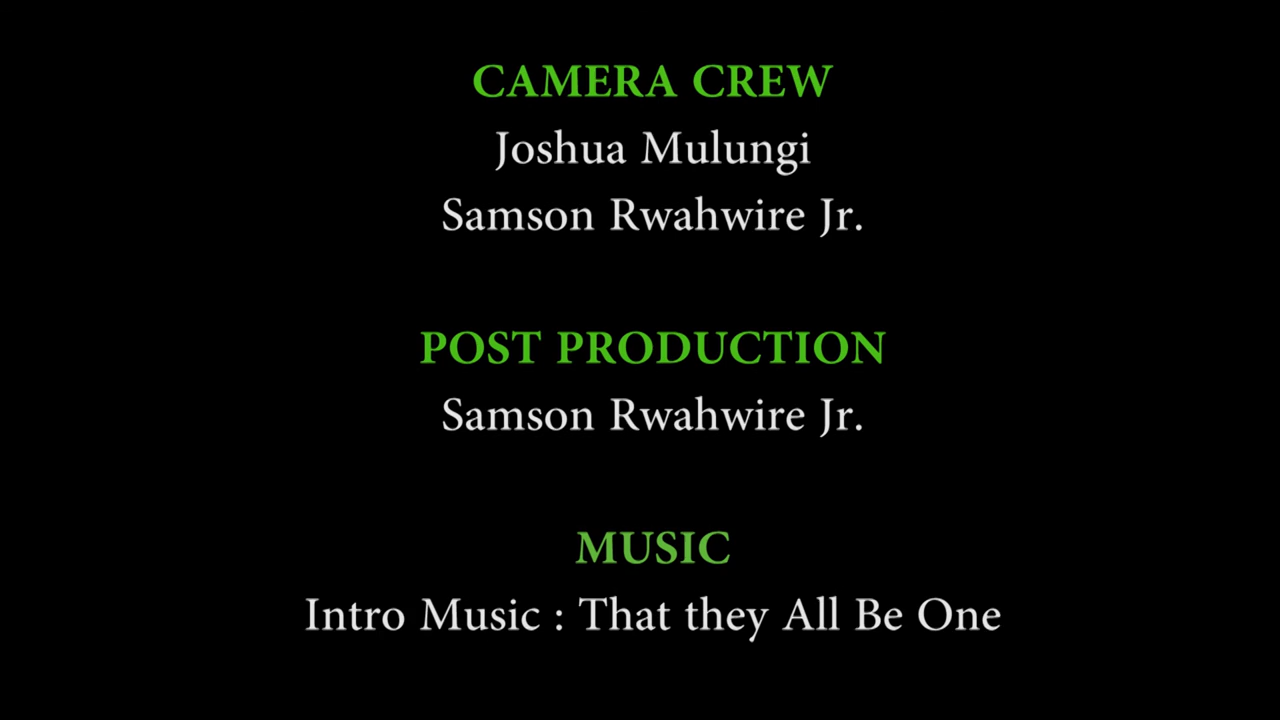 CAMERA CREW
Joshua Mulungi
Samson Rwahwire Jr.
POST PRODUCTION
Samson Rwahwire Jr.
MUSIC
Intro Music : That they All Be One